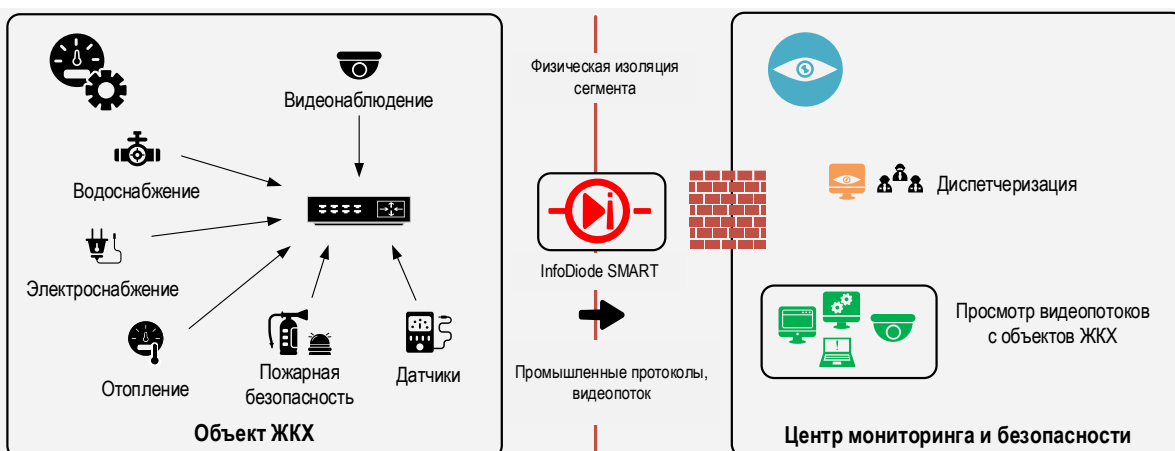 Видеонаблюдение
Водоснабжение
Электроснабжение
Отопление
Пожарная
безопасность
Датчики
Объект ЖКХ
Физическая изоляция
сегмента
InfoDiode SMART
Промышленные протоколы,
видеопоток
Диспетчеризация
Просмотр видеопотоков
с объектов ЖКХ
Центр мониторинга и безопасности